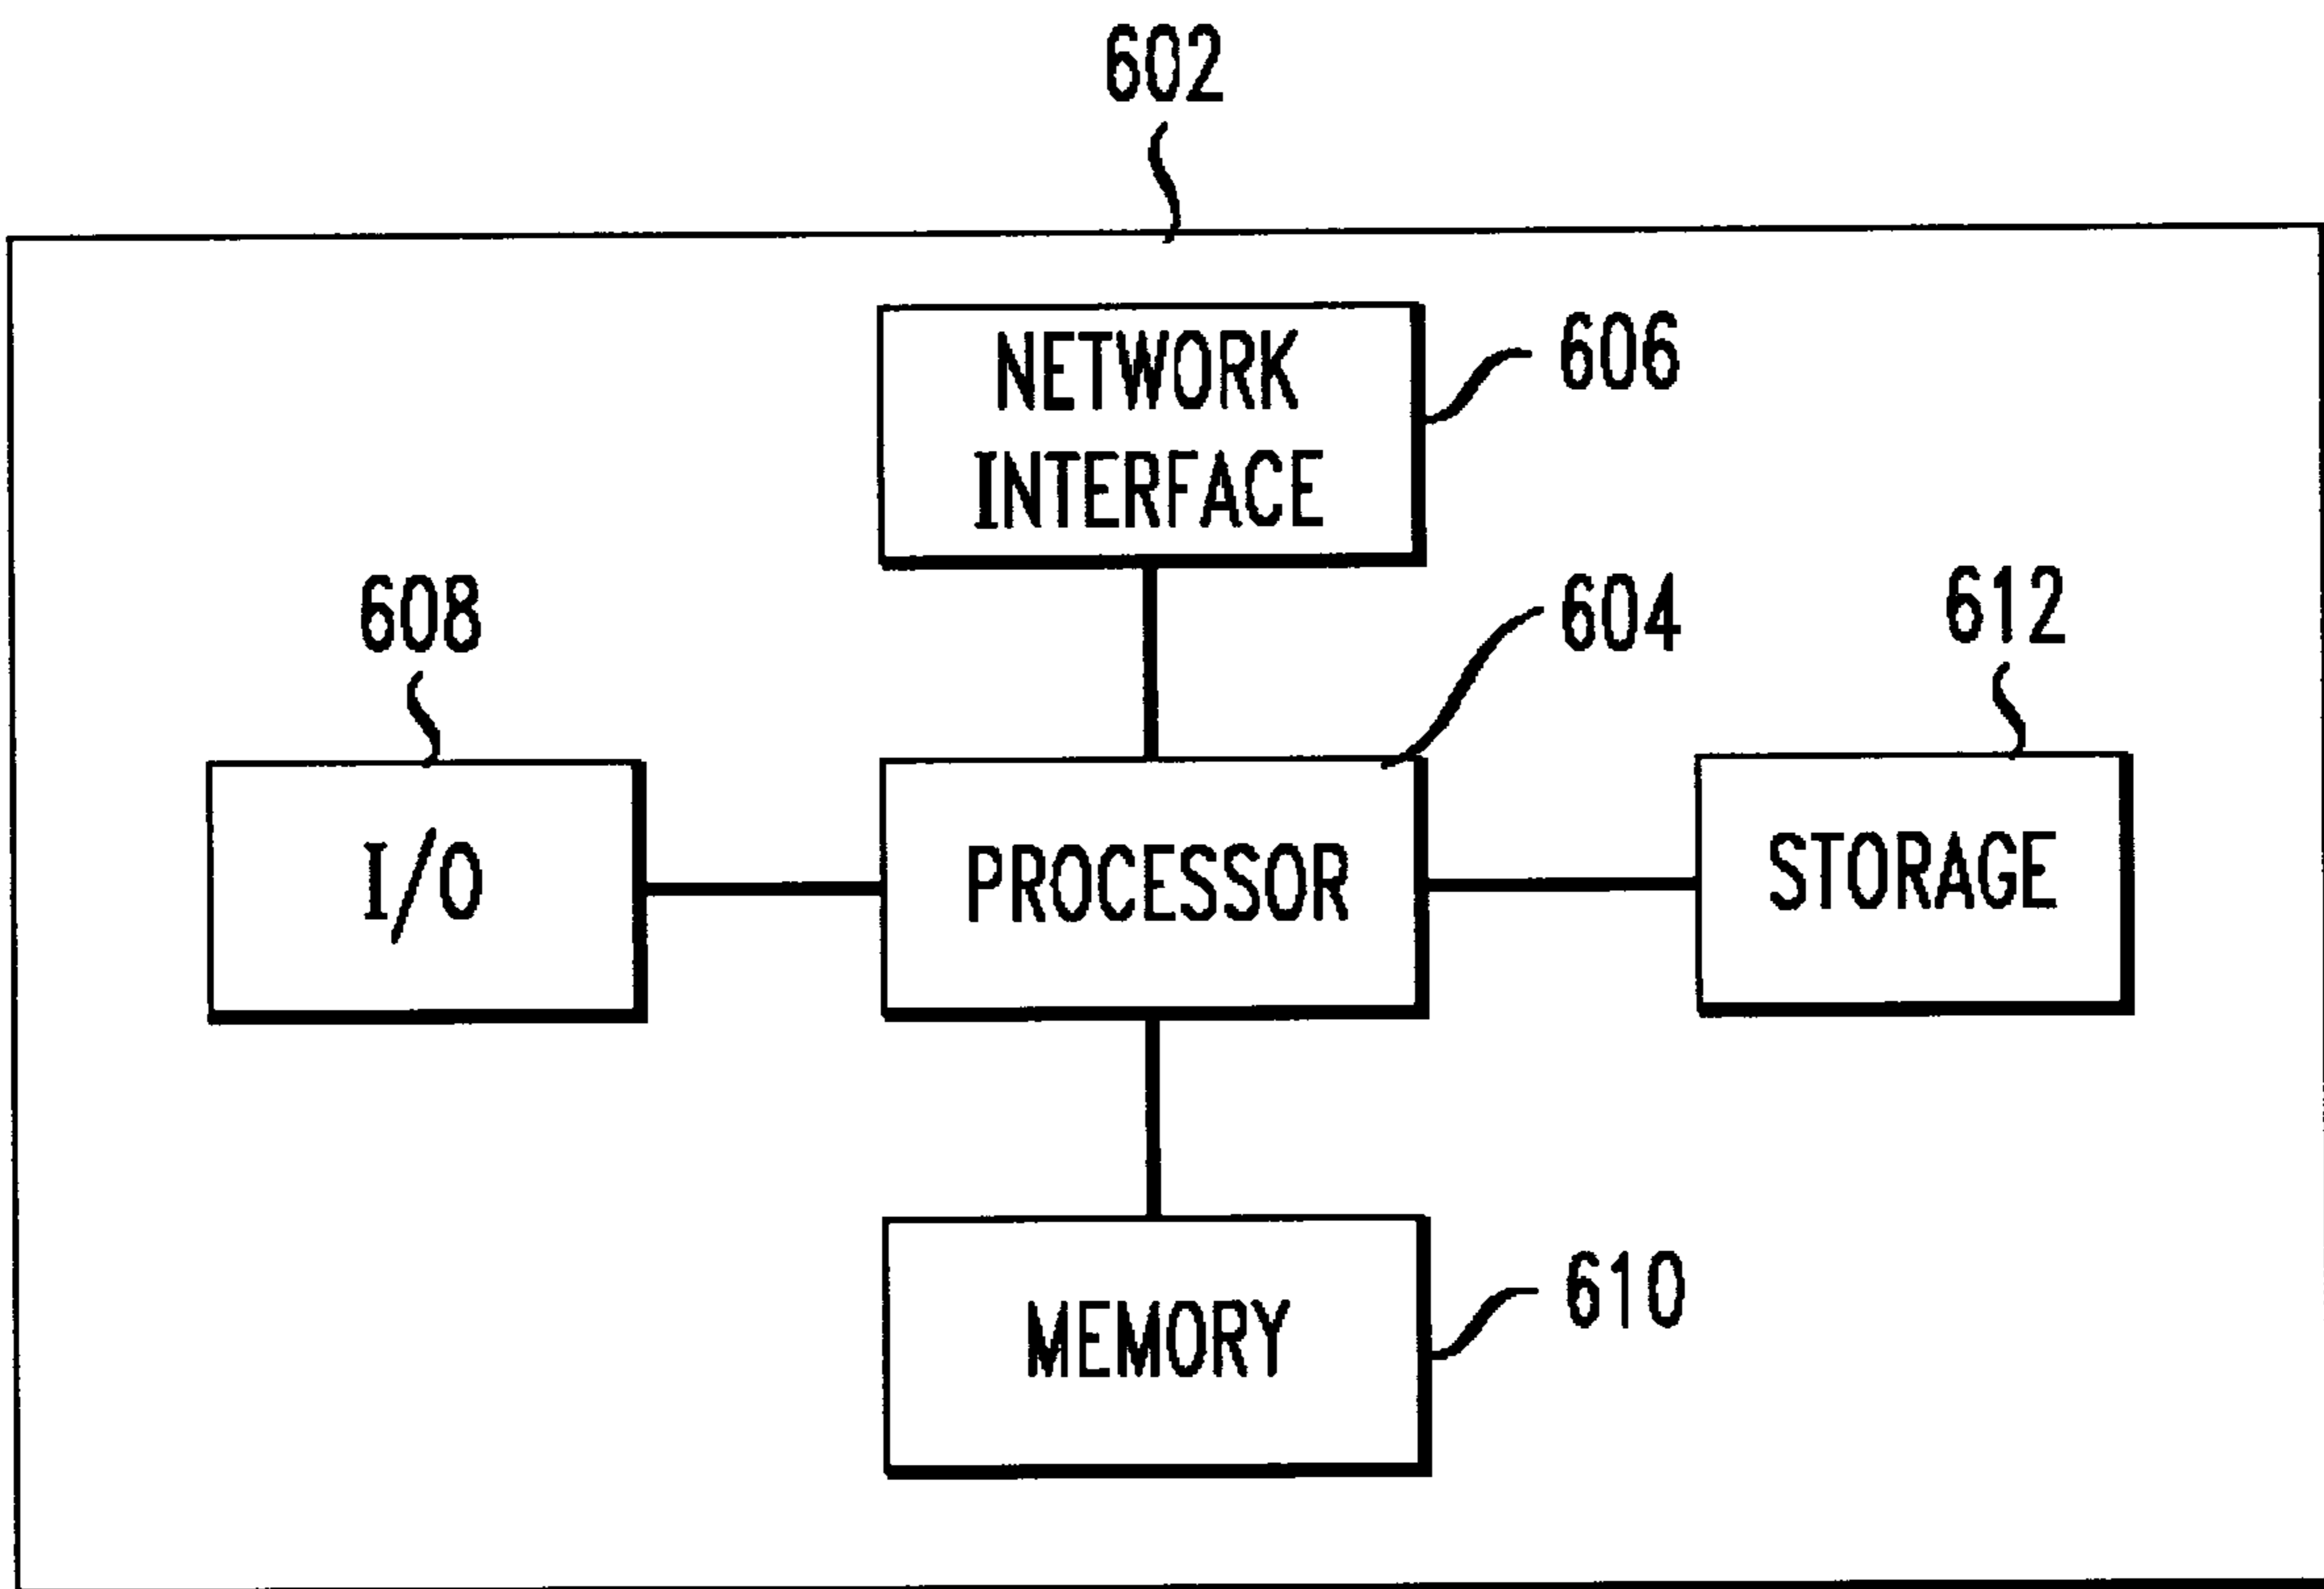 602
NETWORK
INTERFACE
606
608
604
612
I/O
PROCESSOR
STORAGE
MEMORY
610